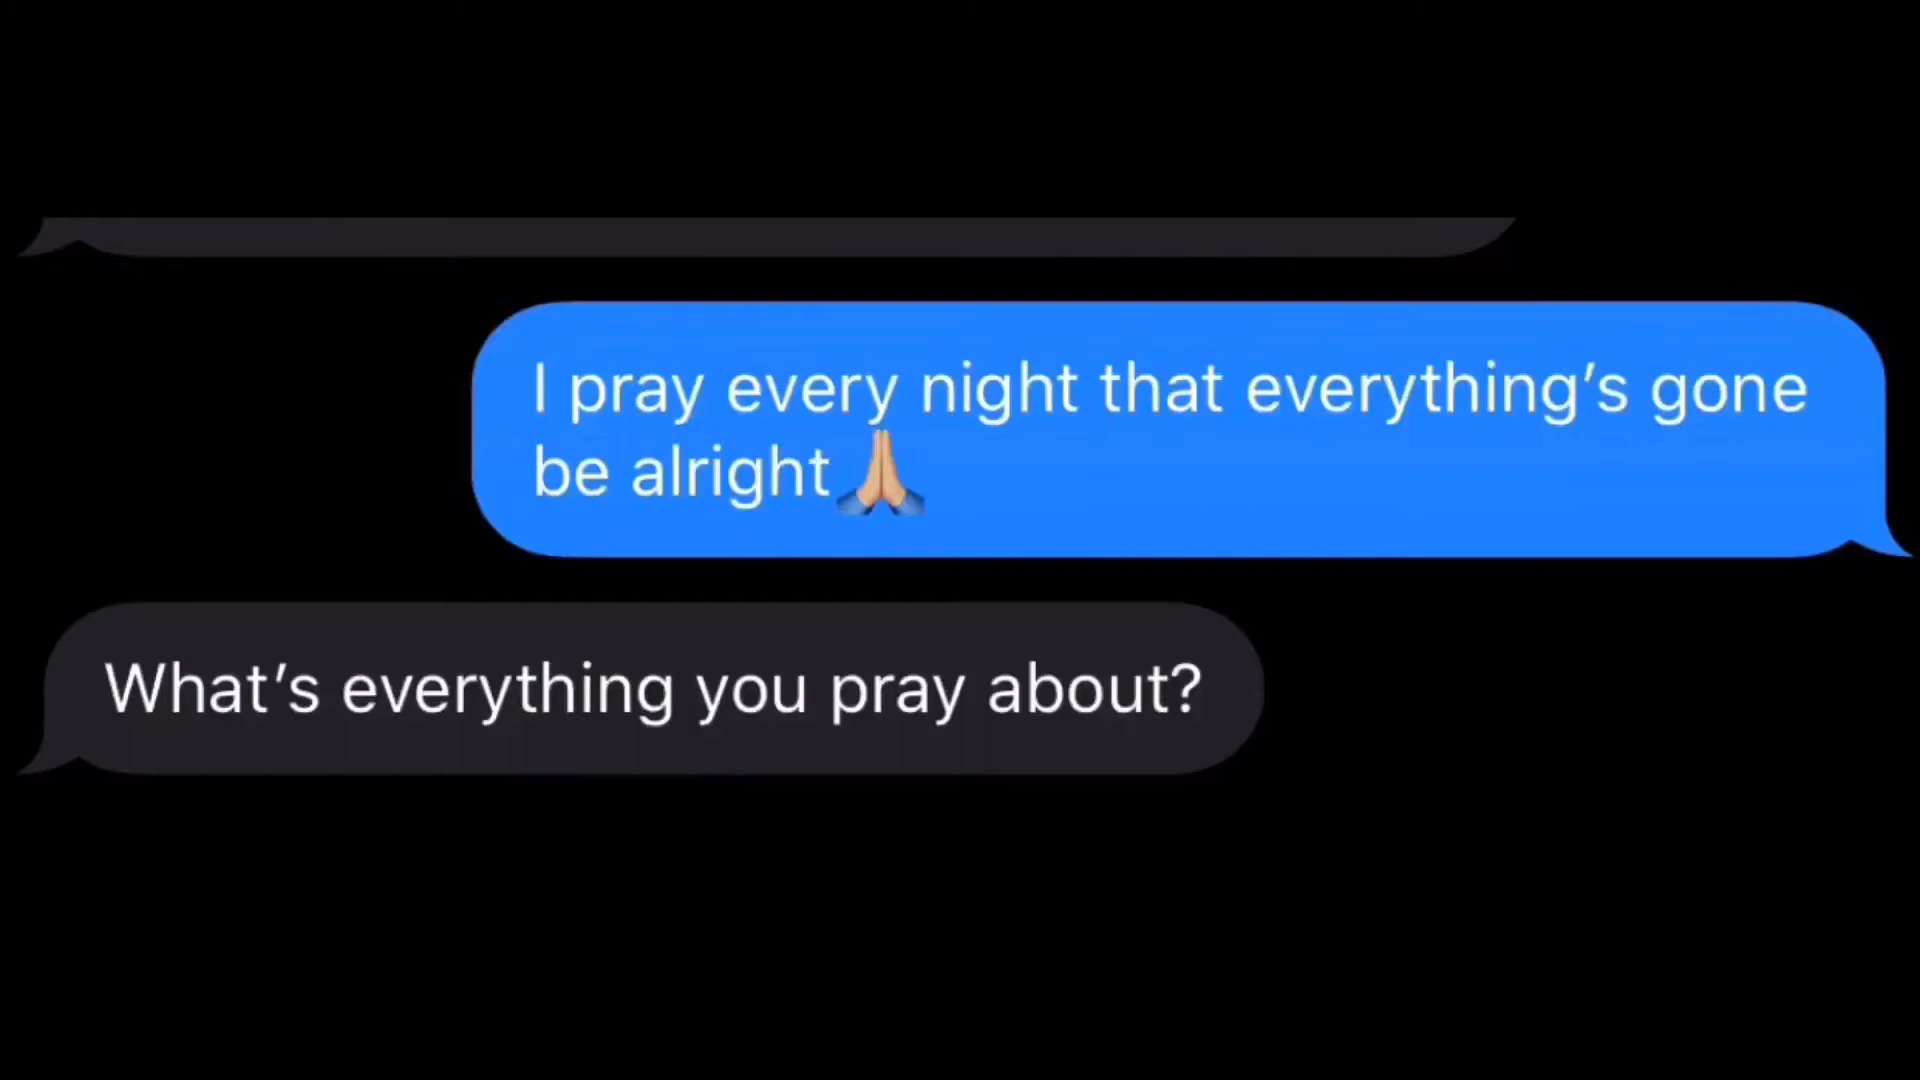 I pray every night that everything’s gone
be alright🙏🏼
What’s everything you pray about?